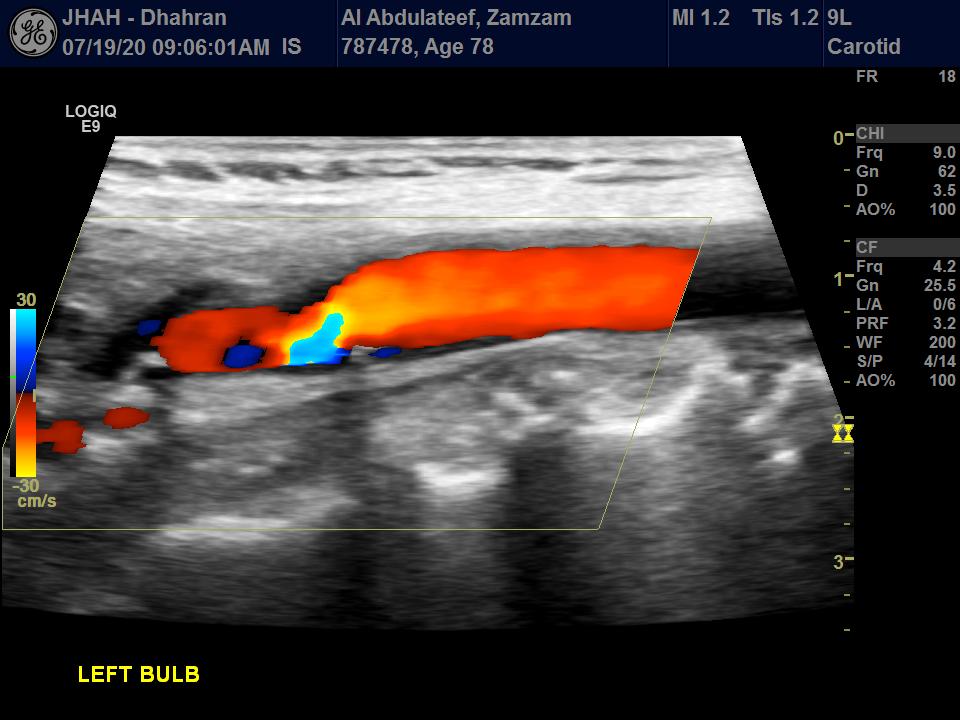 JHAH - Dhahran
07/19/20 09:06:01AM IS
Al Abdulateef, Zamzam
787478, Age 78
MI 1.2 TIs 1.2
9L
Carotid
FR 18
LOGIQ
E9
CHI
Frq 9.0
Gn 62
D 3.5
AO% 100
CF
Frq 4.2
Gn 25.5
L/A 0/6
PRF 3.2
WF 200
S/P 4/14
AO% 100
0
1
2
3
30
-30
cm/s
LEFT BULB